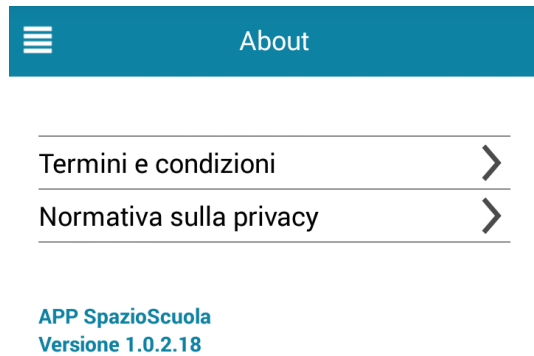 About
Termini e condizioni
Normativa sulla privacy
APP SpazioScuola
Versione 1.0.2.18